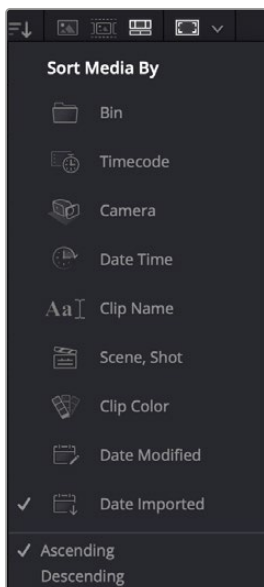 Sort Media By
Bin
Timecode
Camera
Date Time
Aa Clip Name
Scene, Shot
Clip Color
Date Modified
Date Imported
Ascending
Descending